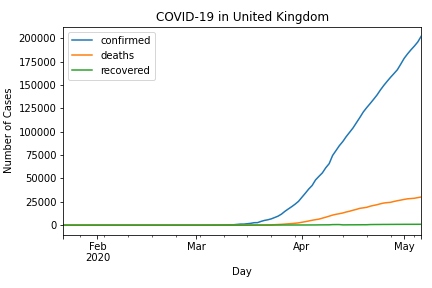 COVID-19 in United Kingdom
confirmed
deaths
recovered
Number of Cases
200000
175000
150000
125000
100000
75000
50000
25000
0
Feb
2020
Mar
Apr
May
Day